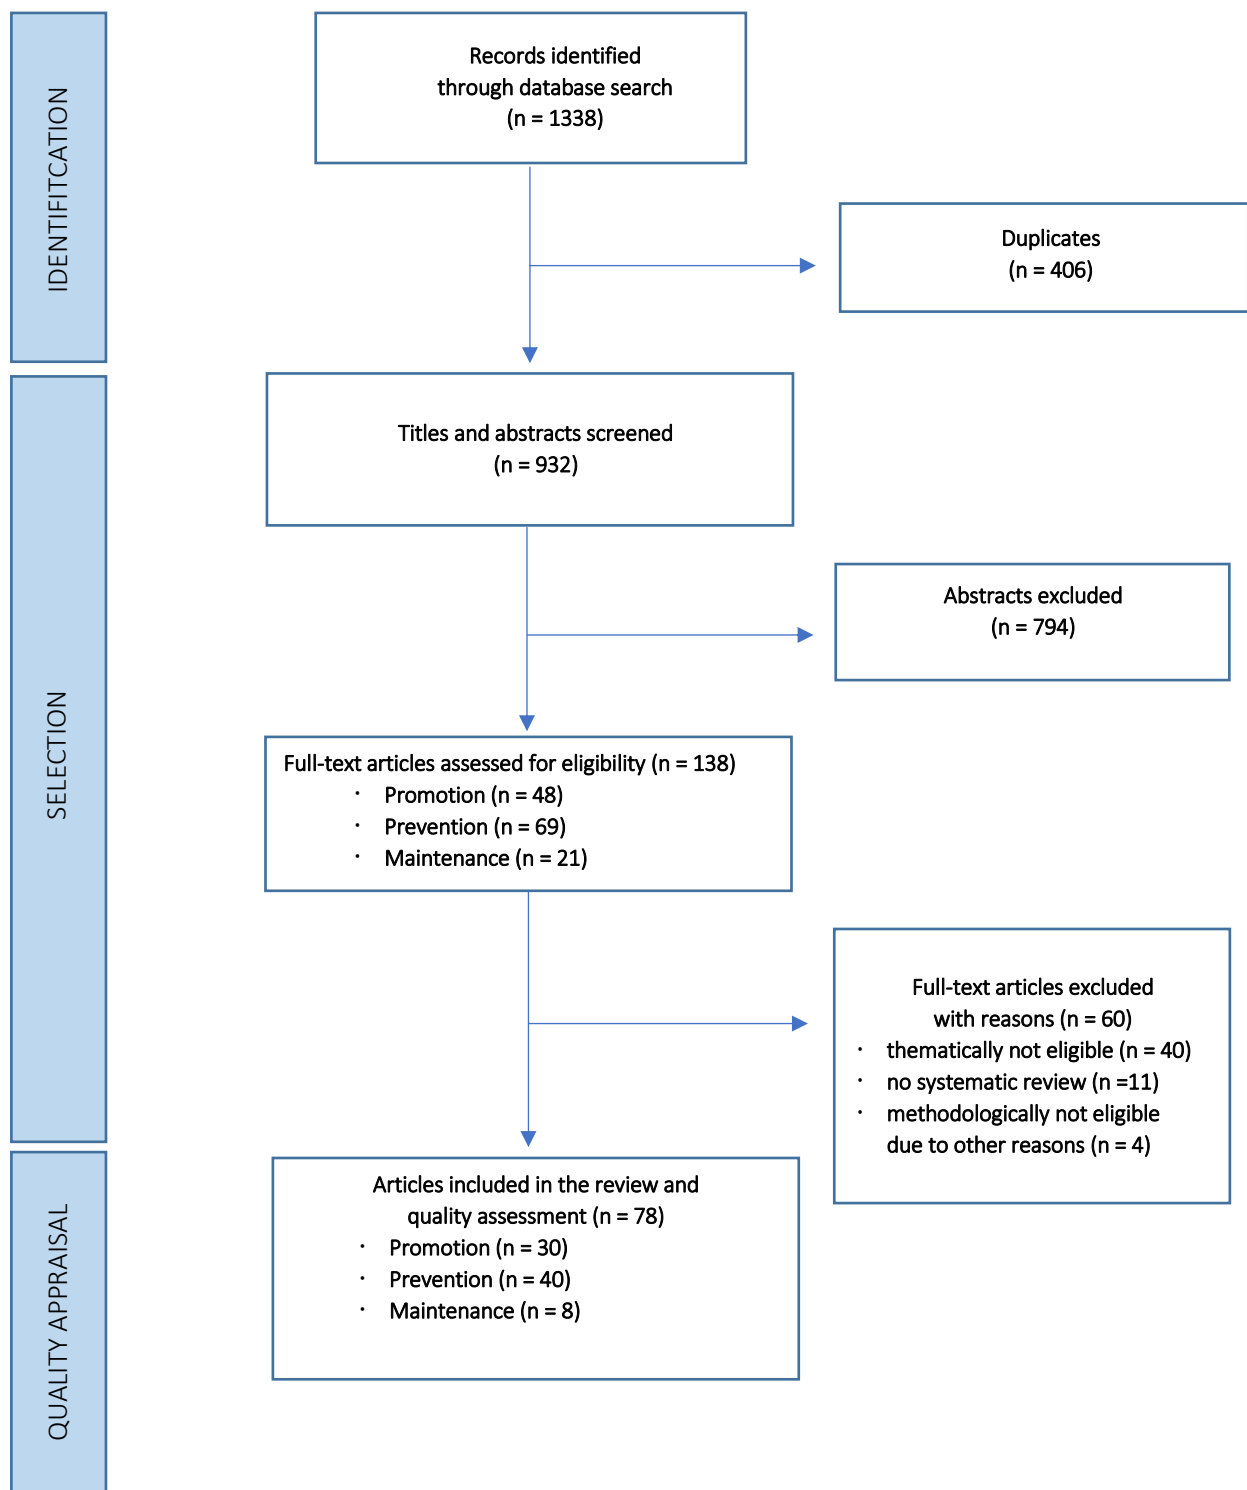 IDENTIFITCATION
Records identified
through database search
(n = 1338)
Duplicates
(n = 406)
SELECTION
Titles and abstracts screened
(n = 932)
Abstracts excluded
(n = 794)
Full-text articles assessed for eligibility (n = 138)
· Promotion (n = 48)
· Prevention (n = 69)
· Maintenance (n = 21)
Full-text articles excluded
with reasons (n = 60)
· thematically not eligible (n = 40)
· no systematic review (n =11)
· methodologically not eligible
due to other reasons (n = 4)
QUALITY APPRAISAL
Articles included in the review and
quality assessment (n = 78)
· Promotion (n = 30)
· Prevention (n = 40)
· Maintenance (n = 8)